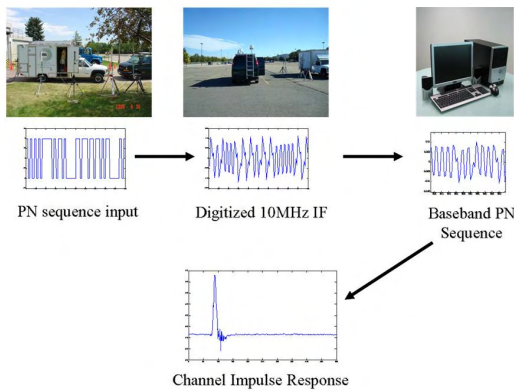 PN sequence input
Digitized 10MHz IF
Baseband PN
Sequence
Channel Impulse Response